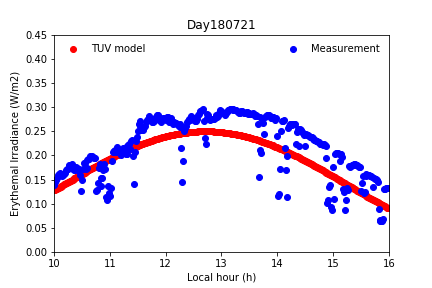 Day180721
TUV model
Measurement
Erythemal Irradiance (W/m2)
0.45
0.40
0.35
0.30
0.25
0.20
0.15
0.10
0.05
0.00
10 11 12 13 14 15 16
Local hour (h)